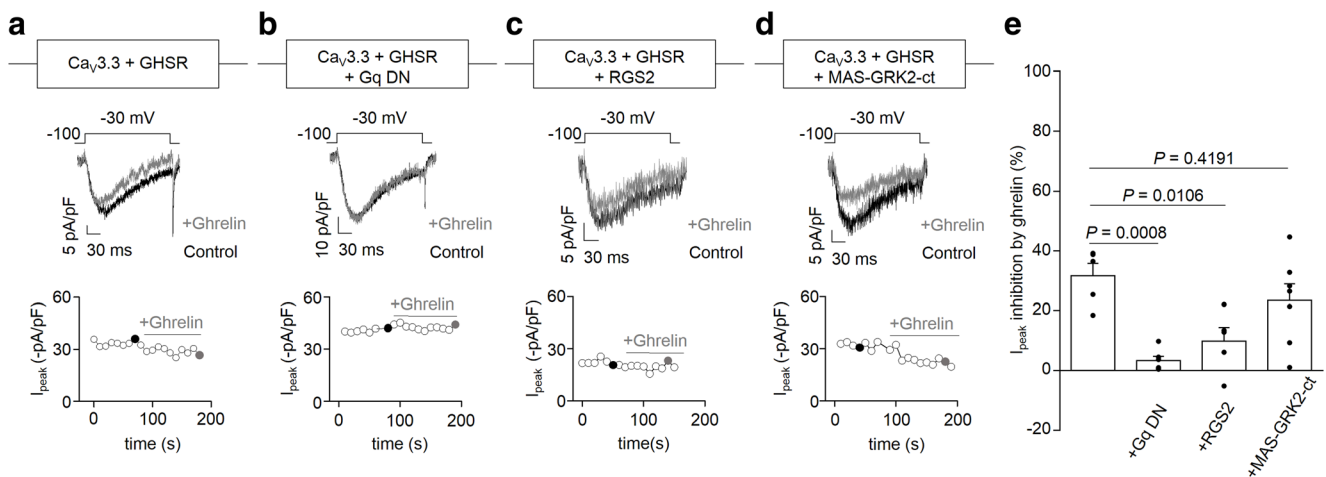 a
CaV3.3 + GHSR
-30 mV
-100
5 pA/pF
30 ms
+Ghrelin
Control
60
30
0
Ipeak (-pA/pF)
+Ghrelin
0
100
200
time (s)
b
CaV3.3 + GHSR
+ Gq DN
-30 mV
-100
10 pA/pF
30 ms
+Ghrelin
Control
60
30
0
Ipeak (-pA/pF)
+Ghrelin
0
100
200
time (s)
c
CaV3.3 + GHSR
+ RGS2
-30 mV
-100
5 pA/pF
30 ms
+Ghrelin
Control
60
30
0
Ipeak (-pA/pF)
+Ghrelin
0
100
200
time(s)
d
CaV3.3 + GHSR
+ MAS-GRK2-ct
-30 mV
-100
5 pA/pF
30 ms
+Ghrelin
Control
60
30
0
Ipeak (-pA/pF)
+Ghrelin
0
100
200
time (s)
e
Ipeak inhibition by ghrelin (%)
100
80
60
40
20
0
-20
P = 0.4191
P = 0.0106
P = 0.0008
+Gq DN
+RGS2
+MAS-GRK2-ct